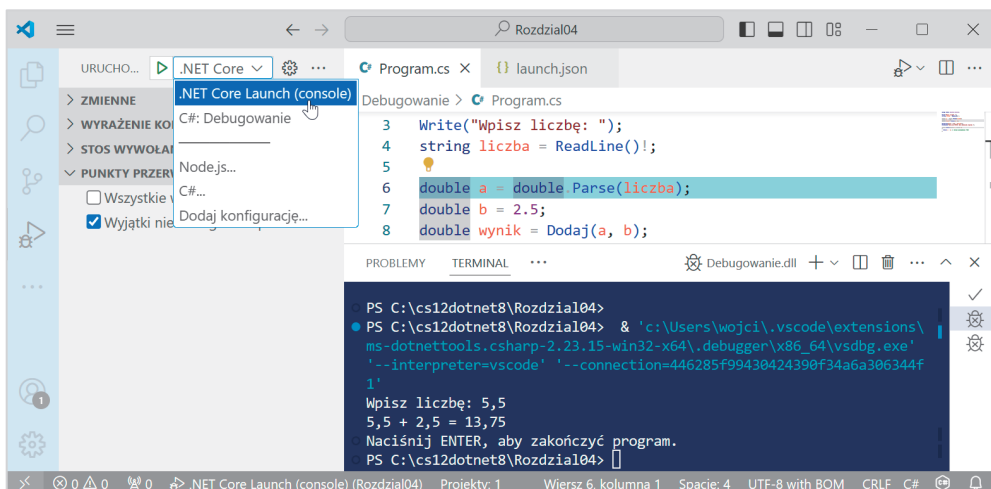 Rozdzial04
URUCHO... .NET Core
.NET Core Launch (console)
C#: Debugowanie
Node.js...
C#...
Dodaj konfigurację...
ZMIENNE
WYRAŻENIE KO
STOS WYWOŁA
PUNKTY PRZERW
Wszystkie
Wyjątki nie
Program.cs launch.json
Debugowanie > Program.cs
3 Write("Wpisz liczbę: ");
4 string liczba = ReadLine()!;
5
6 double a = double.Parse(liczba);
7 double b = 2.5;
8 double wynik = Dodaj(a, b);
PROBLEMY TERMINAL ... Debugowanie.dll
PS C:\cs12dotnet8\Rozdzial04>
PS C:\cs12dotnet8\Rozdzial04> & 'c:\Users\wojci\.vscode\extensions\
ms-dotnettools.csharp-2.23.15-win32-x64\.debugger\x86_64\vsdbg.exe'
'--interpreter=vscode' '--connection=446285f99430424390f34a6a306344f
1'
Wpisz liczbę: 5,5
5,5 + 2,5 = 13,75
Naciśnij ENTER, aby zakończyć program.
PS C:\cs12dotnet8\Rozdzial04>
1
0 0 0 .NET Core Launch (console) (Rozdzial04) Projekty: 1 Wiersz 6, kolumna 1 Spacje: 4 UTF-8 with BOM CRLF C#